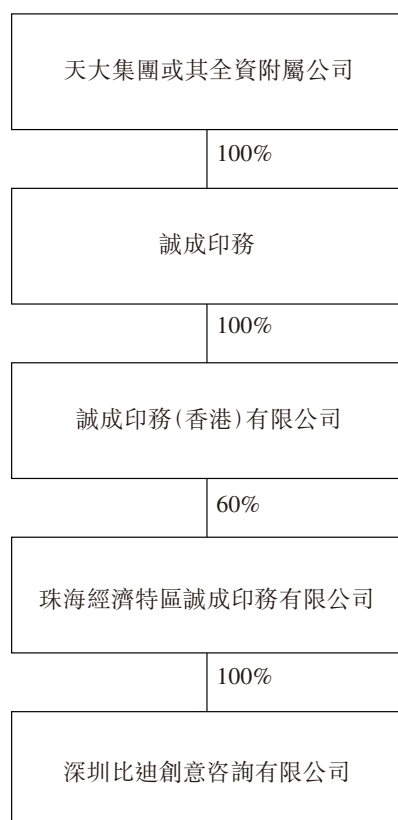 天大集團或其全資附屬公司
100%
誠成印務
100%
誠成印務(香港)有限公司
60%
珠海經濟特區誠成印務有限公司
100%
深圳比迪創意咨詢有限公司